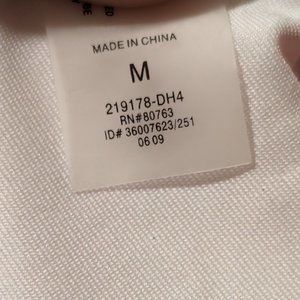 MADE IN CHINA
M
219178-DH4
RN#80763
ID# 36007623/251
06 09